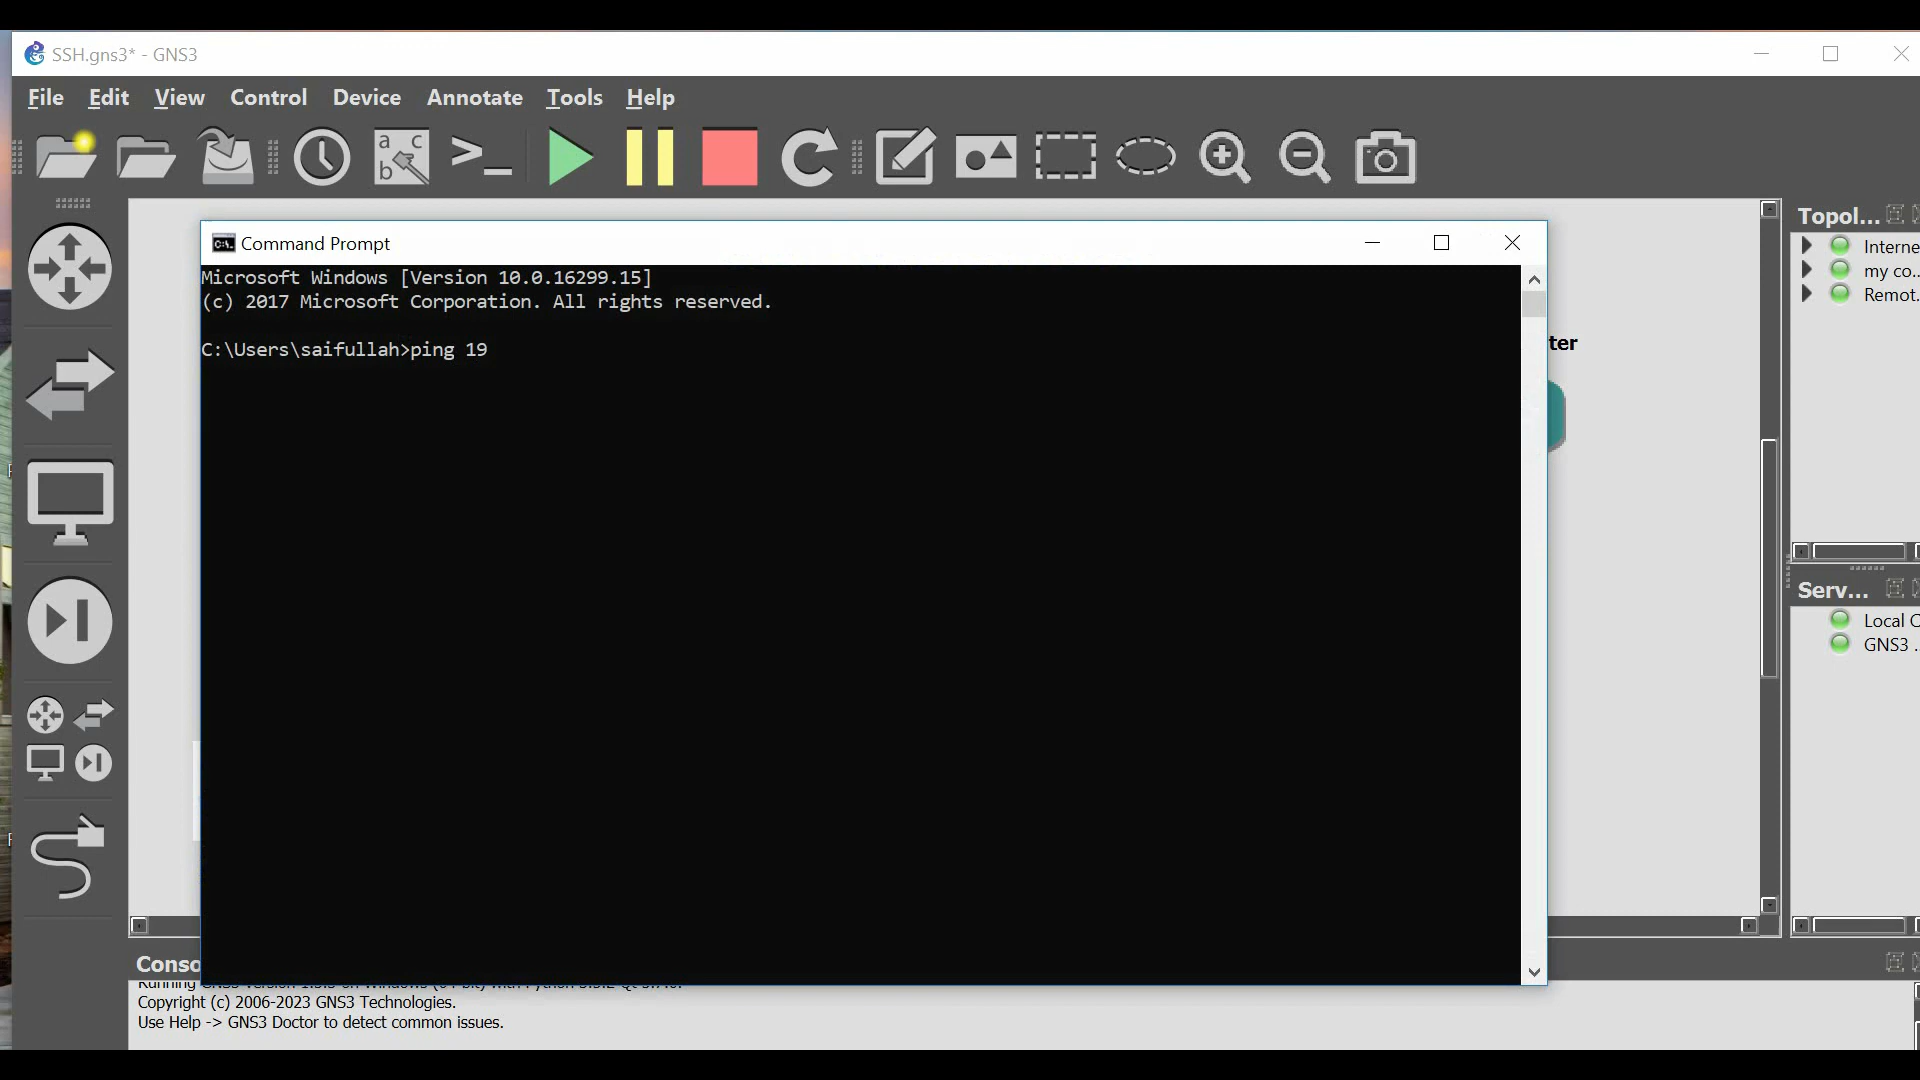 SSH.gns3* - GNS3
File Edit View Control Device Annotate Tools Help
a c
b
>_
Topol...
Interne
my co..
Remot.
Command Prompt
Microsoft Windows [Version 10.0.16299.15]
(c) 2017 Microsoft Corporation. All rights reserved.
C:\Users\saifullah>ping 19
ter
Serv...
Local C
GNS3 .
Conso
Copyright (c) 2006-2023 GNS3 Technologies.
Use Help -> GNS3 Doctor to detect common issues.